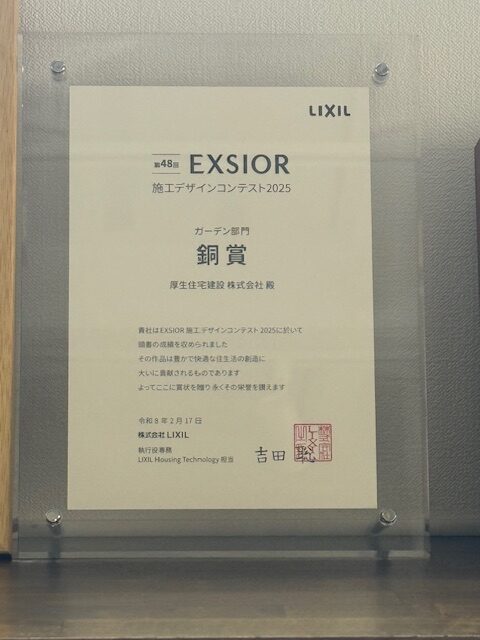 LIXIL
第48回 EXSIOR
施工デザインコンテスト2025
ガーデン部門
銅賞
厚生住宅建設 株式会社 殿
貴社はEXSIOR 施工デザインコンテスト 2025に於いて
頭書の成績を収められました
その作品は豊かで快適な住生活の創造に
大いに貢献されるものであります
よってここに賞状を贈り永くその栄誉を讃えます
令和8年2月17日
株式会社 LIXIL
執行役専務
LIXIL Housing Technology 担当
吉田 聡